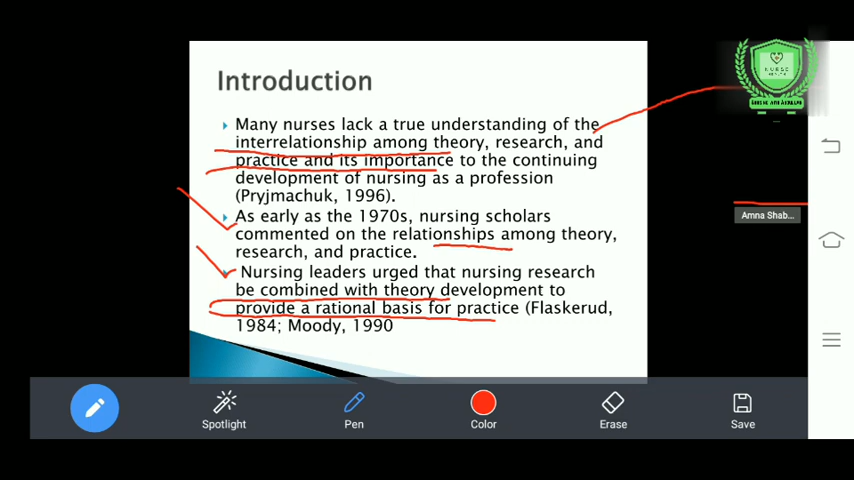 Introduction
Many nurses lack a true understanding of the
interrelationship among theory, research, and
practice and its importance to the continuing
development of nursing as a profession
(Pryjmachuk, 1996).
As early as the 1970s, nursing scholars
commented on the relationships among theory,
research, and practice.
Nursing leaders urged that nursing research
be combined with theory development to
provide a rational basis for practice (Flaskerud,
1984; Moody, 1990
NURSE
Amna Shab...
Spotlight
Pen
Color
Erase
Save